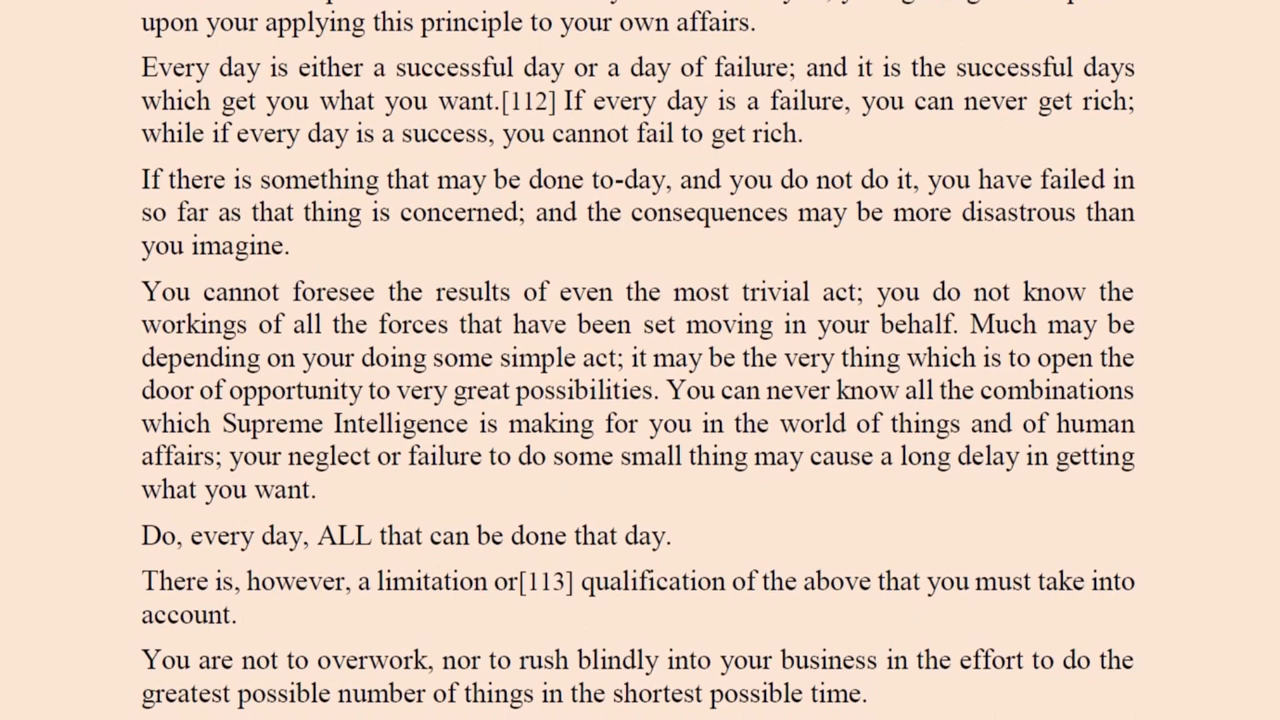 upon your applying this principle to your own affairs.
Every day is either a successful day or a day of failure; and it is the successful days
which get you what you want.[112] If every day is a failure, you can never get rich;
while if every day is a success, you cannot fail to get rich.
If there is something that may be done to-day, and you do not do it, you have failed in
so far as that thing is concerned; and the consequences may be more disastrous than
you imagine.
You cannot foresee the results of even the most trivial act; you do not know the
workings of all the forces that have been set moving in your behalf. Much may be
depending on your doing some simple act; it may be the very thing which is to open the
door of opportunity to very great possibilities. You can never know all the combinations
which Supreme Intelligence is making for you in the world of things and of human
affairs; your neglect or failure to do some small thing may cause a long delay in getting
what you want.
Do, every day, ALL that can be done that day.
There is, however, a limitation or[113] qualification of the above that you must take into
account.
You are not to overwork, nor to rush blindly into your business in the effort to do the
greatest possible number of things in the shortest possible time.